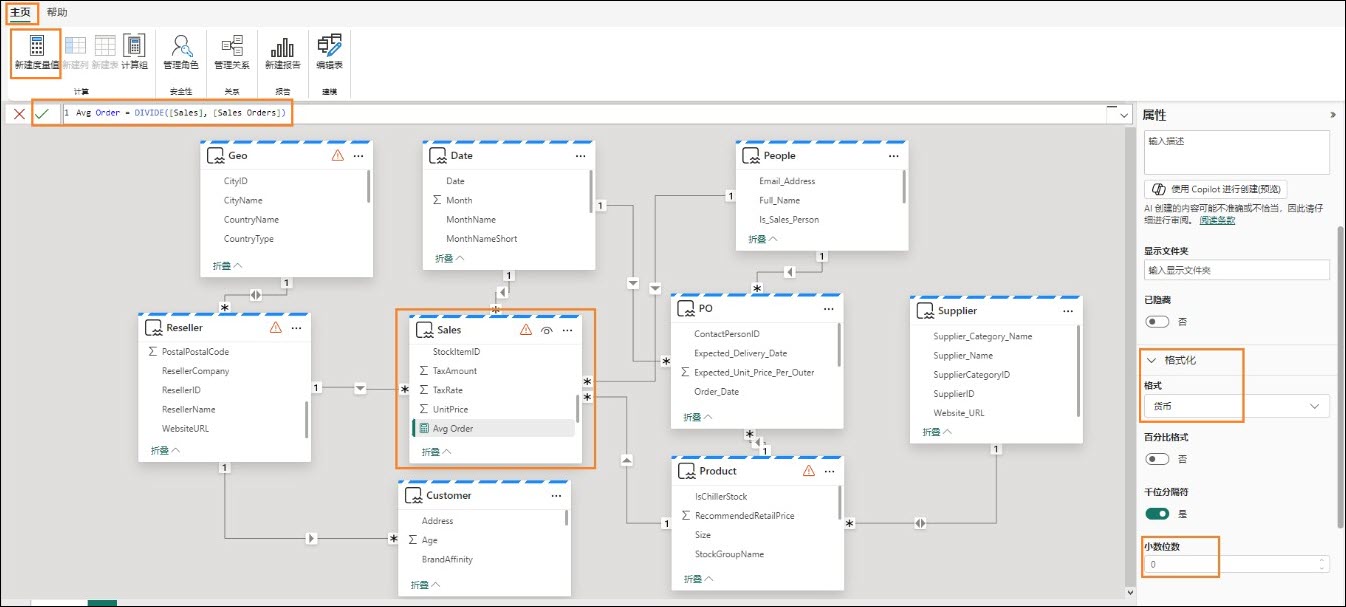 主页 帮助
新建度量值 新建列 新建表 计算组 管理角色 管理关系 新建报告 编辑表
计算 安全性 关系 报告 建模
1 Avg Order = DIVIDE([Sales], [Sales Orders])
Geo
CityID
CityName
CountryName
CountryType
折叠
Date
Date
Month
MonthName
MonthNameShort
折叠
People
Email_Address
Full_Name
Is_Sales_Person
折叠
1
1
1
1
1
*
*
*
Reseller
PostalPostalCode
ResellerCompany
ResellerID
ResellerName
WebsiteURL
折叠
1
*
1
Sales
StockItemID
TaxAmount
TaxRate
UnitPrice
Avg Order
折叠
*
*
*
PO
ContactPersonID
Expected_Delivery_Date
Expected_Unit_Price_Per_Outer
Order_Date
折叠
*
1
Supplier
Supplier_Category_Name
Supplier_Name
SupplierCategoryID
SupplierID
Website_URL
折叠
1
Customer
Address
Age
BrandAffinity
折叠
*
Product
IsChillerStock
RecommendedRetailPrice
Size
StockGroupName
折叠
1
*
属性
输入描述
使用 Copilot 进行创建(预览)
AI 创建的内容可能不准确或不恰当，因此请仔
细进行审阅。 阅读条款
显示文件夹
输入显示文件夹
已隐藏
否
格式化
格式
货币
百分比格式
否
千位分隔符
是
小数位数
0